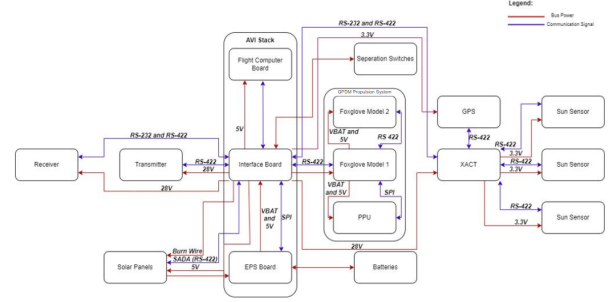 Legend:
Bus Power
Communication Signal
RS-232 and RS-422
3.3V
AVI Stack
Flight Computer
Board
Seperation Switches
GPDM Propulsion System
Foxglove Model 2
GPS
Sun Sensor
5V
VBAT and
5V
RS 422
RS-422
RS-422
3.3V
RS-232 and RS-422
Receiver
Transmitter
RS-422
28V
Interface Board
RS-422
Foxglove Model 1
XACT
RS-422
3.3V
Sun Sensor
28V
VBAT
and
5V
SPI
VBAT
and 5V
SPI
PPU
RS-422
3.3V
Sun Sensor
28V
Burn Wire
SADA (RS-422)
5V
Solar Panels
EPS Board
Batteries